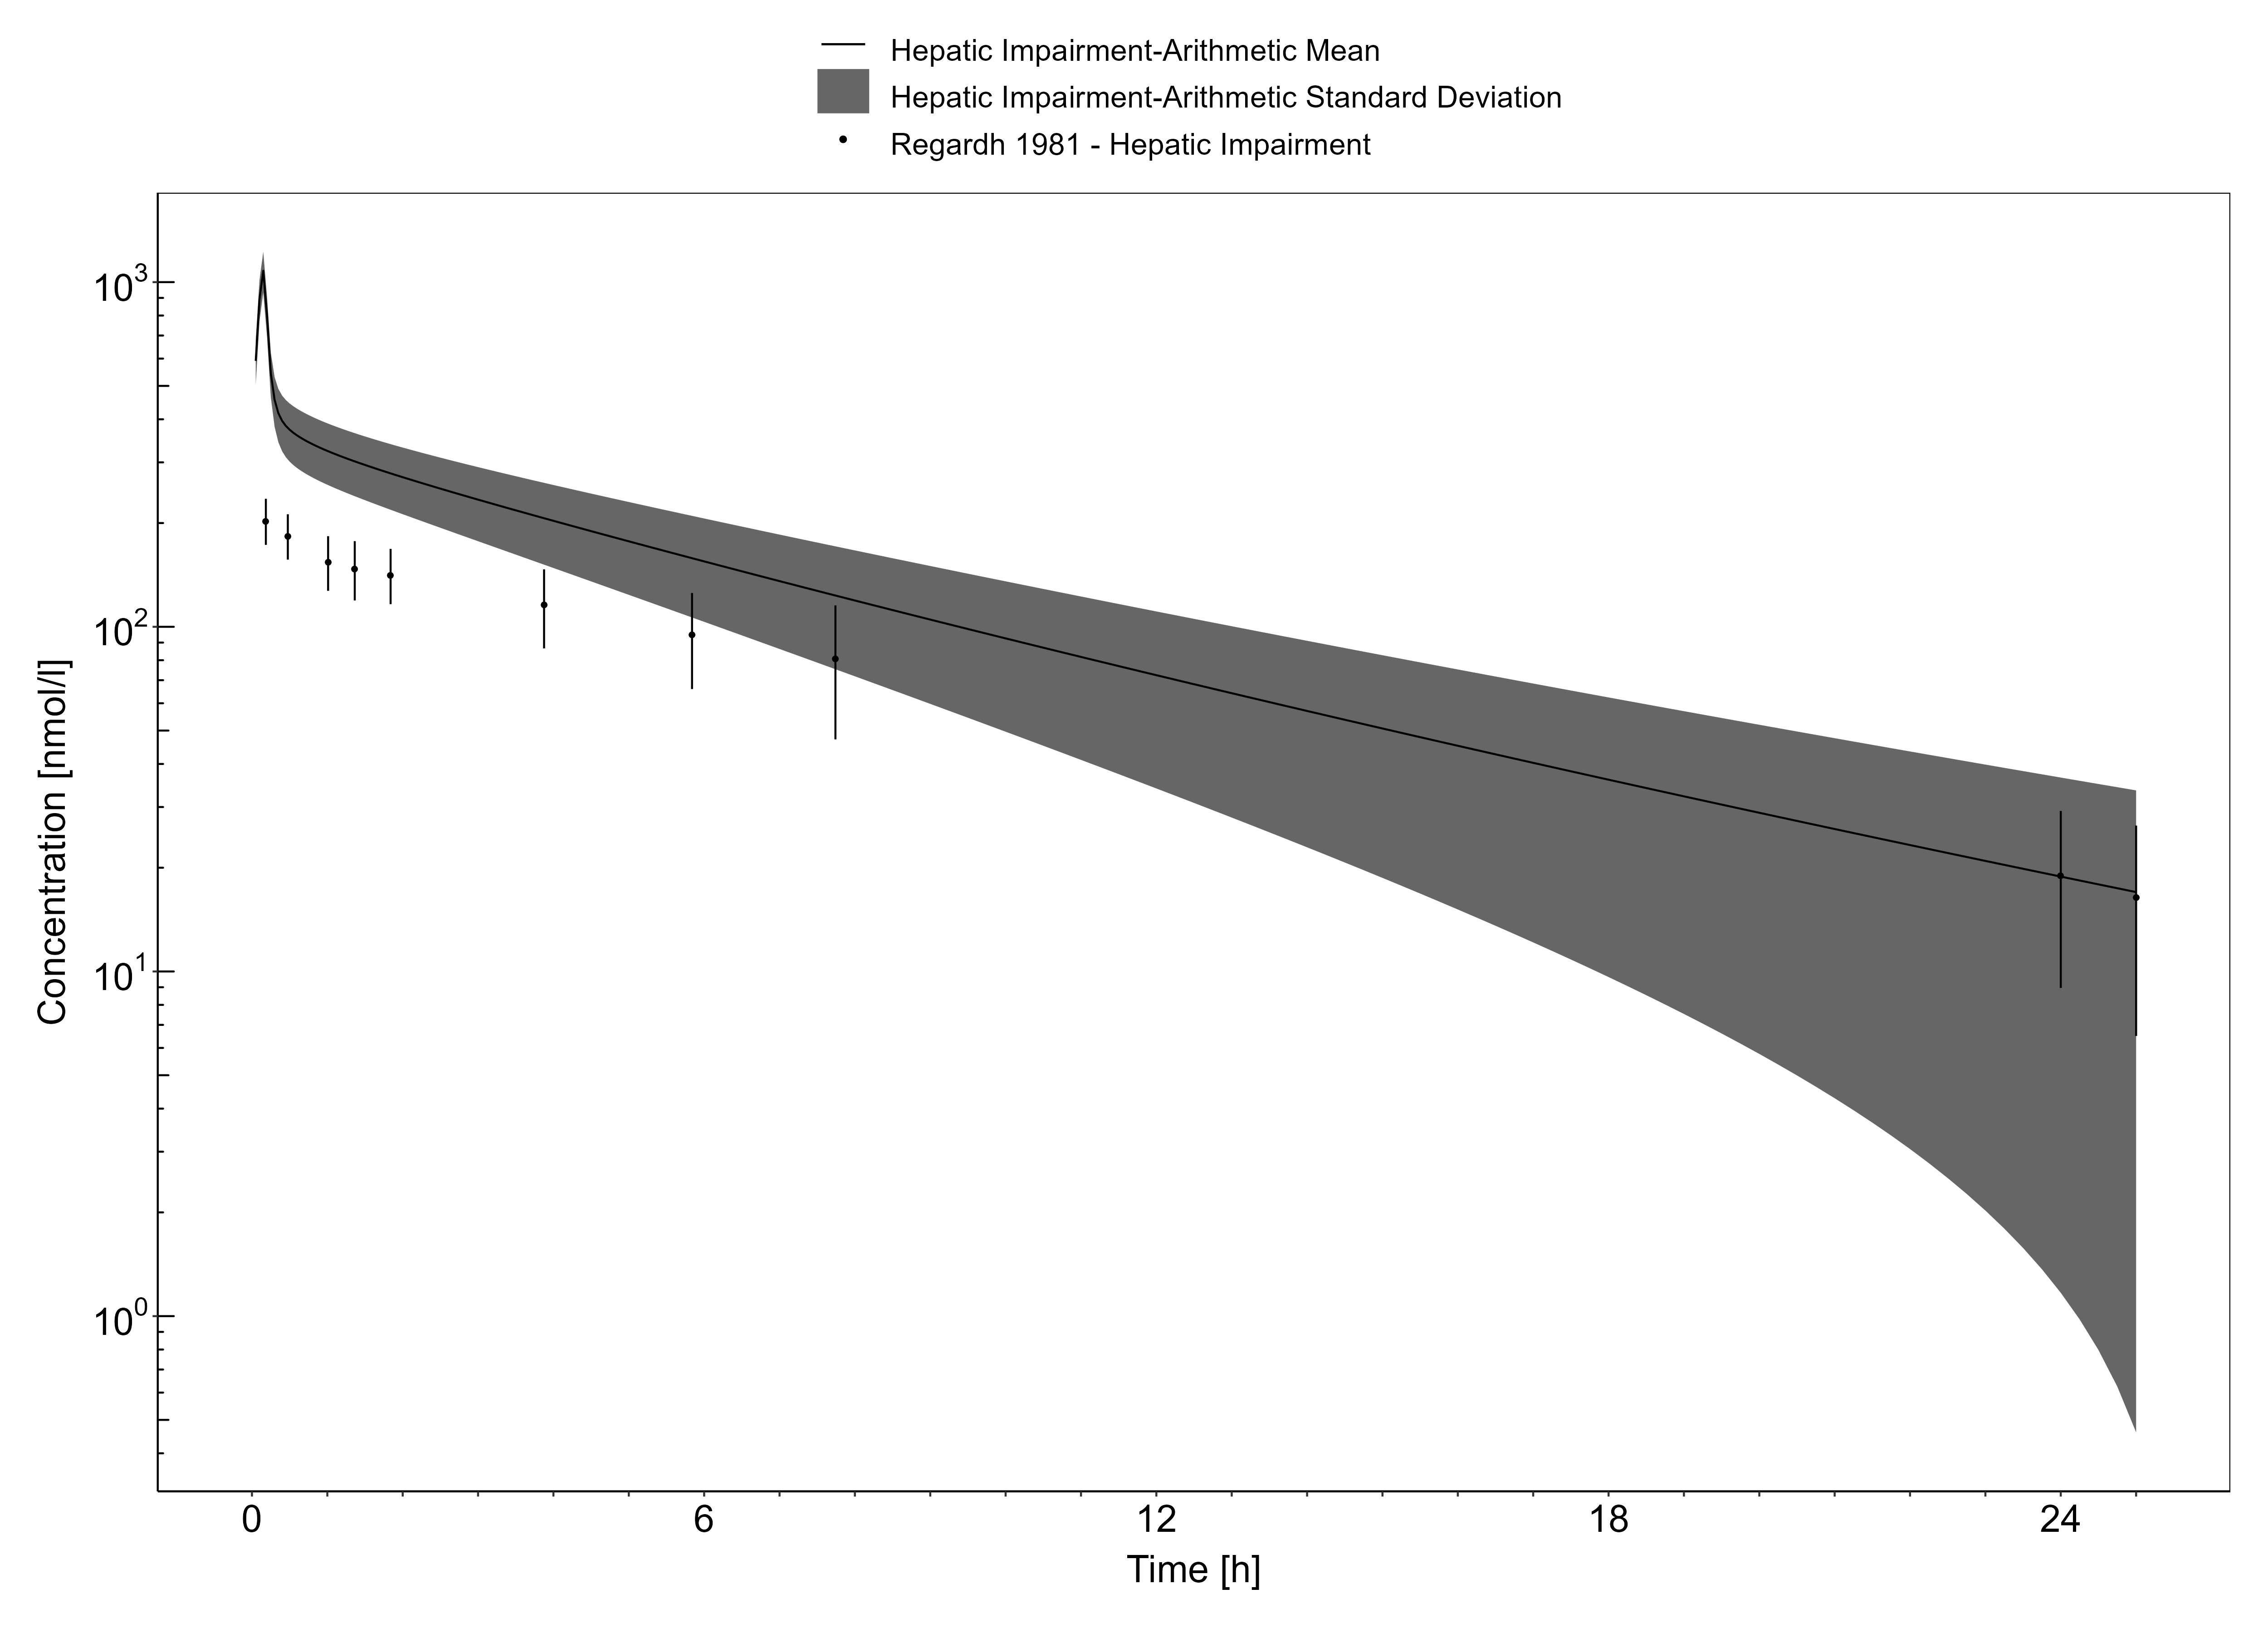 Hepatic Impairment-Arithmetic Mean
Hepatic Impairment-Arithmetic Standard Deviation
Regardh 1981 - Hepatic Impairment
Concentration [nmol/l]
10³
10²
10¹
10⁰
0 6 12 18 24
Time [h]